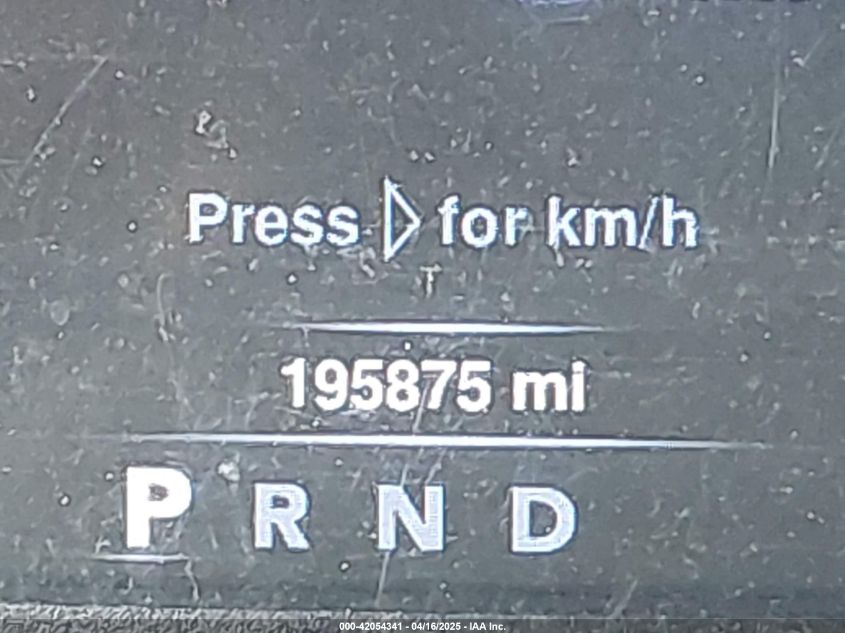 Press ▷ for km/h
195875 mi
P R N D
000-42054341 - 04/16/2025 - IAA Inc.